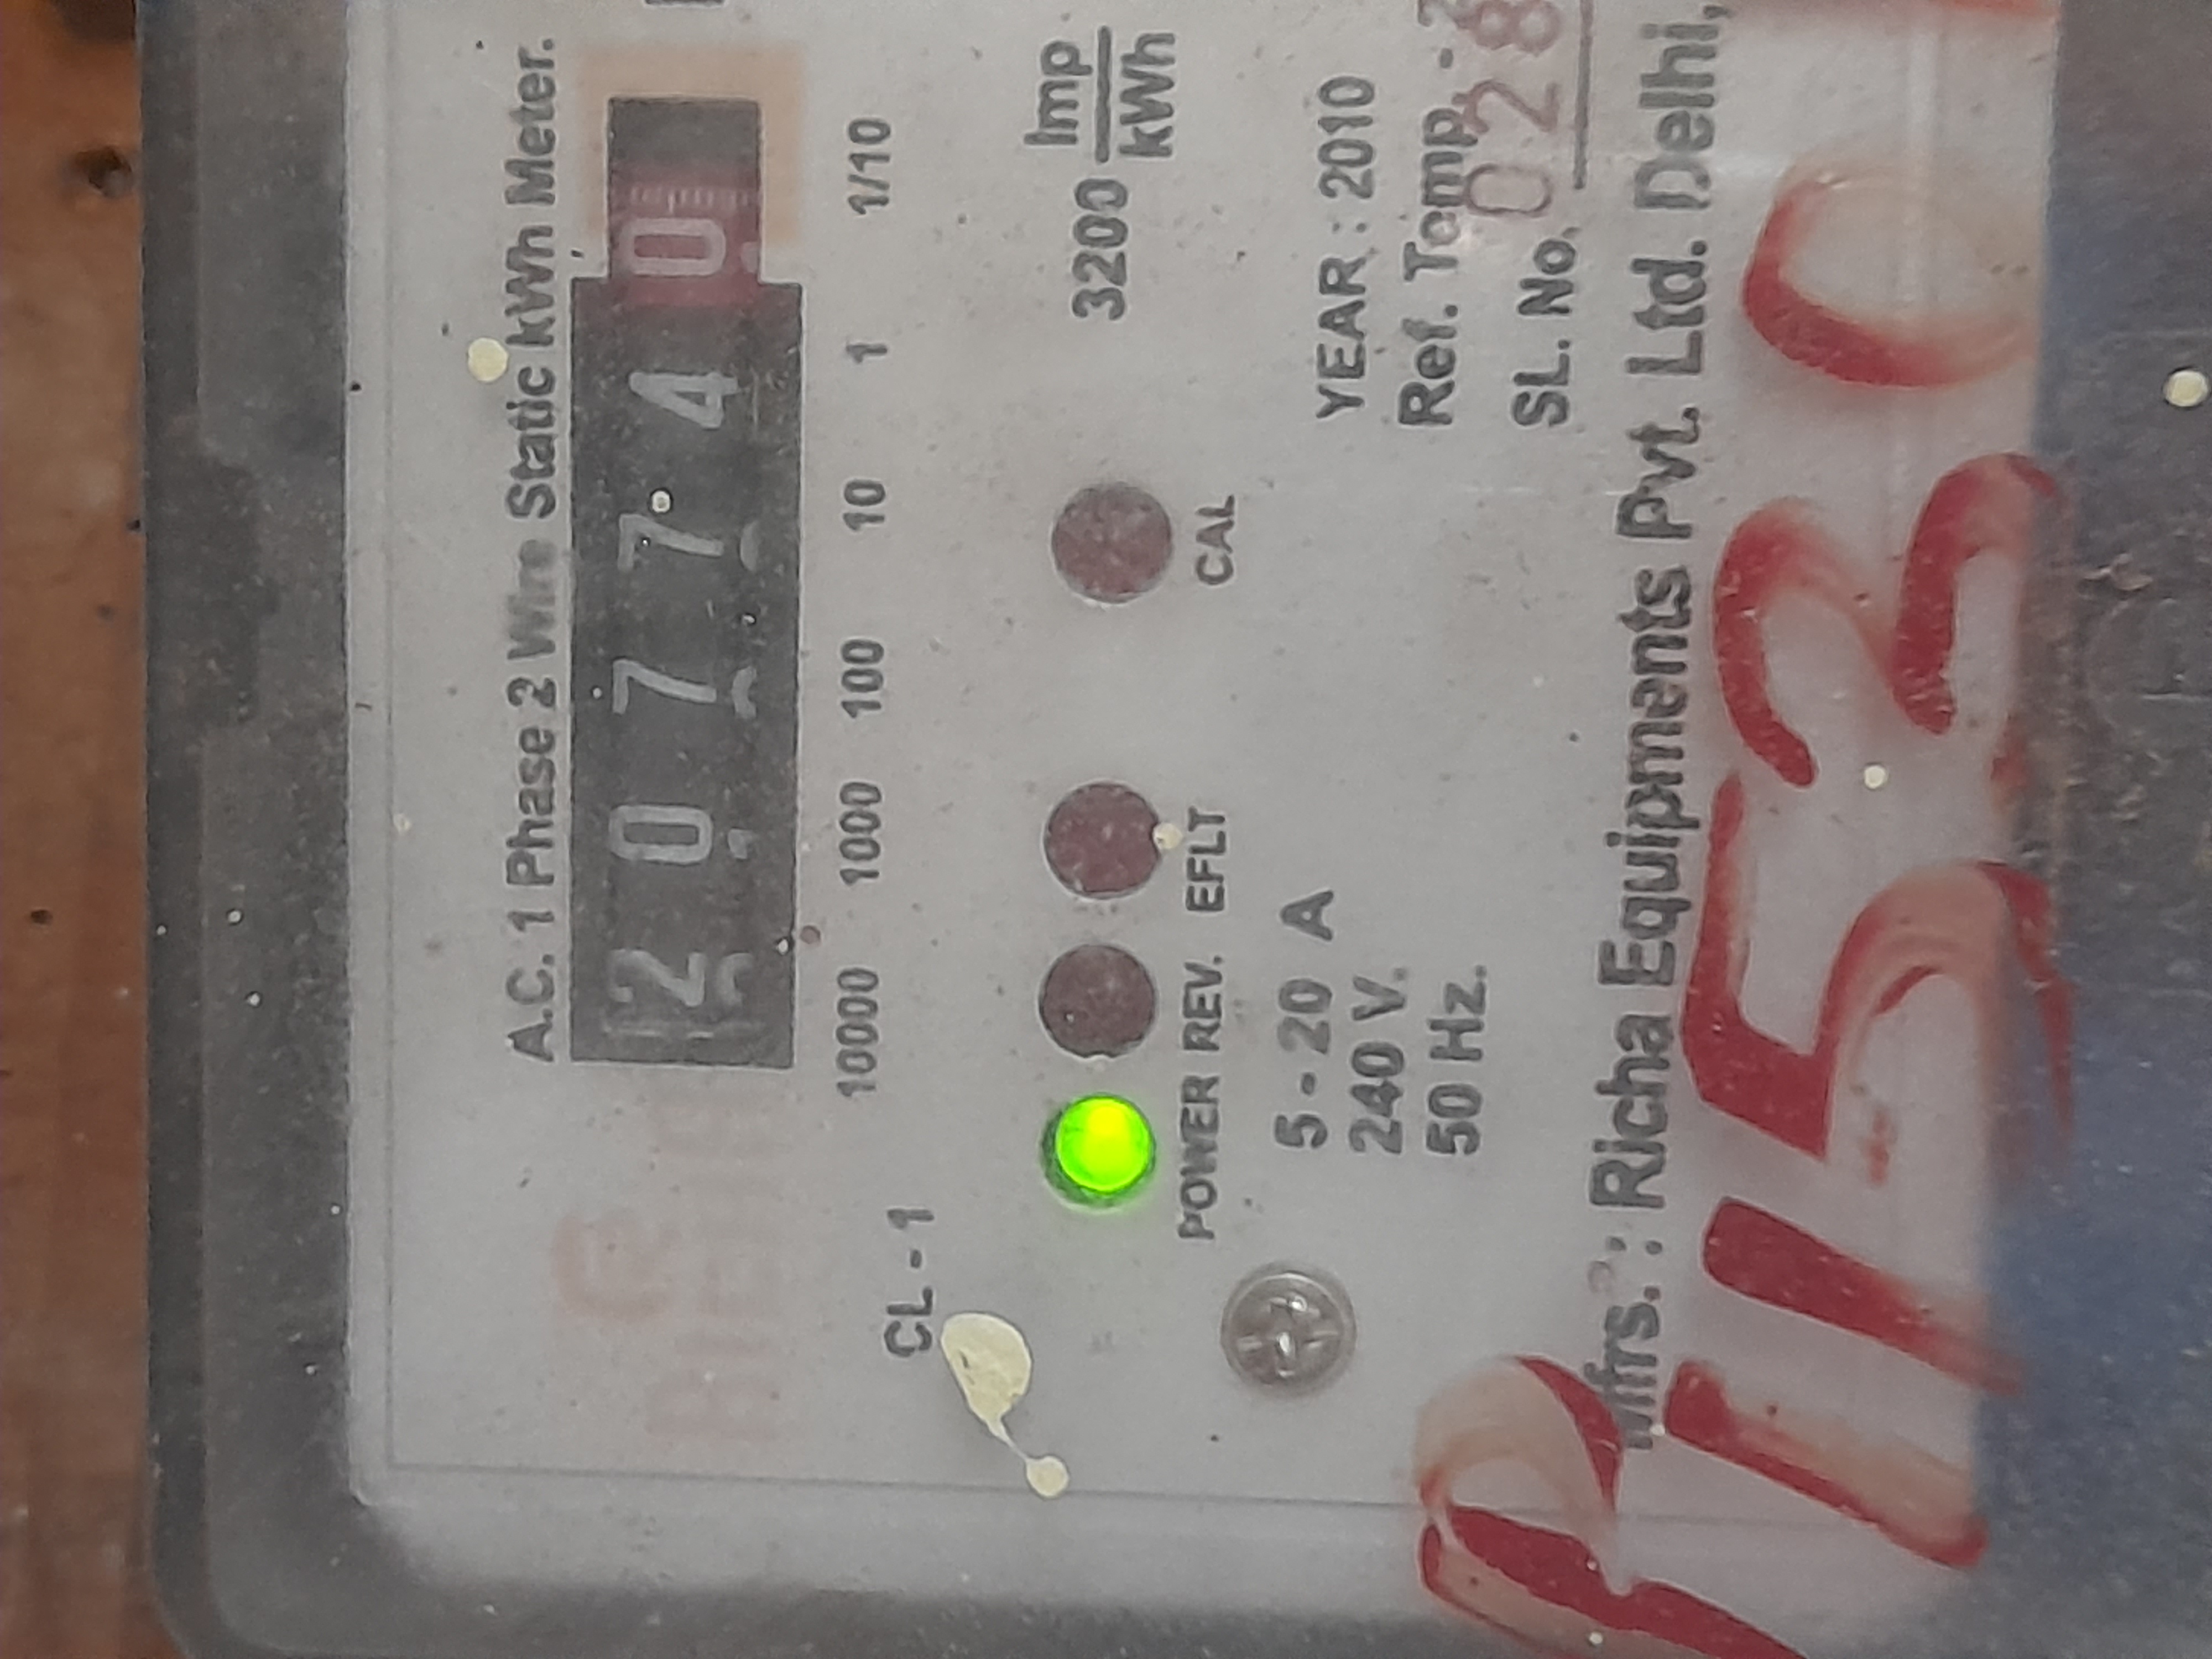 A.C. 1 Phase 2 Wire Static kWh Meter.
2 0 7 7 4 0
10000 1000 100 10 1 1/10
CL - 1
3200 Imp
kWh
POWER REV. EFLT CAL
5 - 20 A
240 V.
50 Hz.
YEAR : 2010
Ref. Temp. -
SL. No. 028
Mfrs. : Richa Equipments Pvt. Ltd. Delhi,